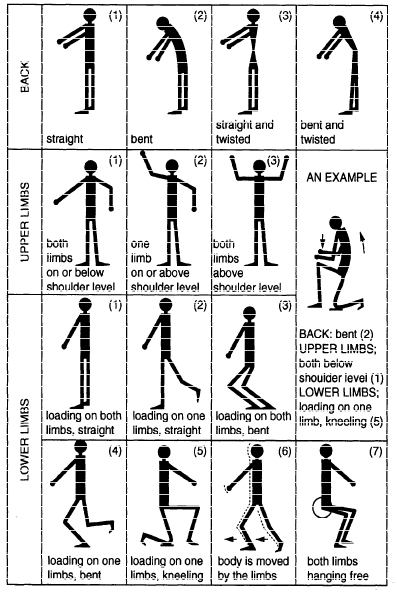 BACK
(1)
straight
(2)
bent
(3)
straight and
twisted
(4)
bent and
twisted
UPPER LIMBS
(1)
both
limbs
on or below
shoulder level
(2)
one
limb
on or above
shoulder level
(3)
both
limbs
above
shoulder level
AN EXAMPLE
BACK: bent (2)
UPPER LIMBS;
both below
shoulder level (1)
LOWER LIMBS;
loading on one
limb, kneeling (5)
LOWER LIMBS
(1)
loading on both
limbs, straight
(2)
loading on one
limbs, straight
(3)
loading on both
limbs, bent
(4)
loading on one
limbs, bent
(5)
loading on one
limbs, kneeling
(6)
body is moved
by the limbs
(7)
both limbs
hanging free